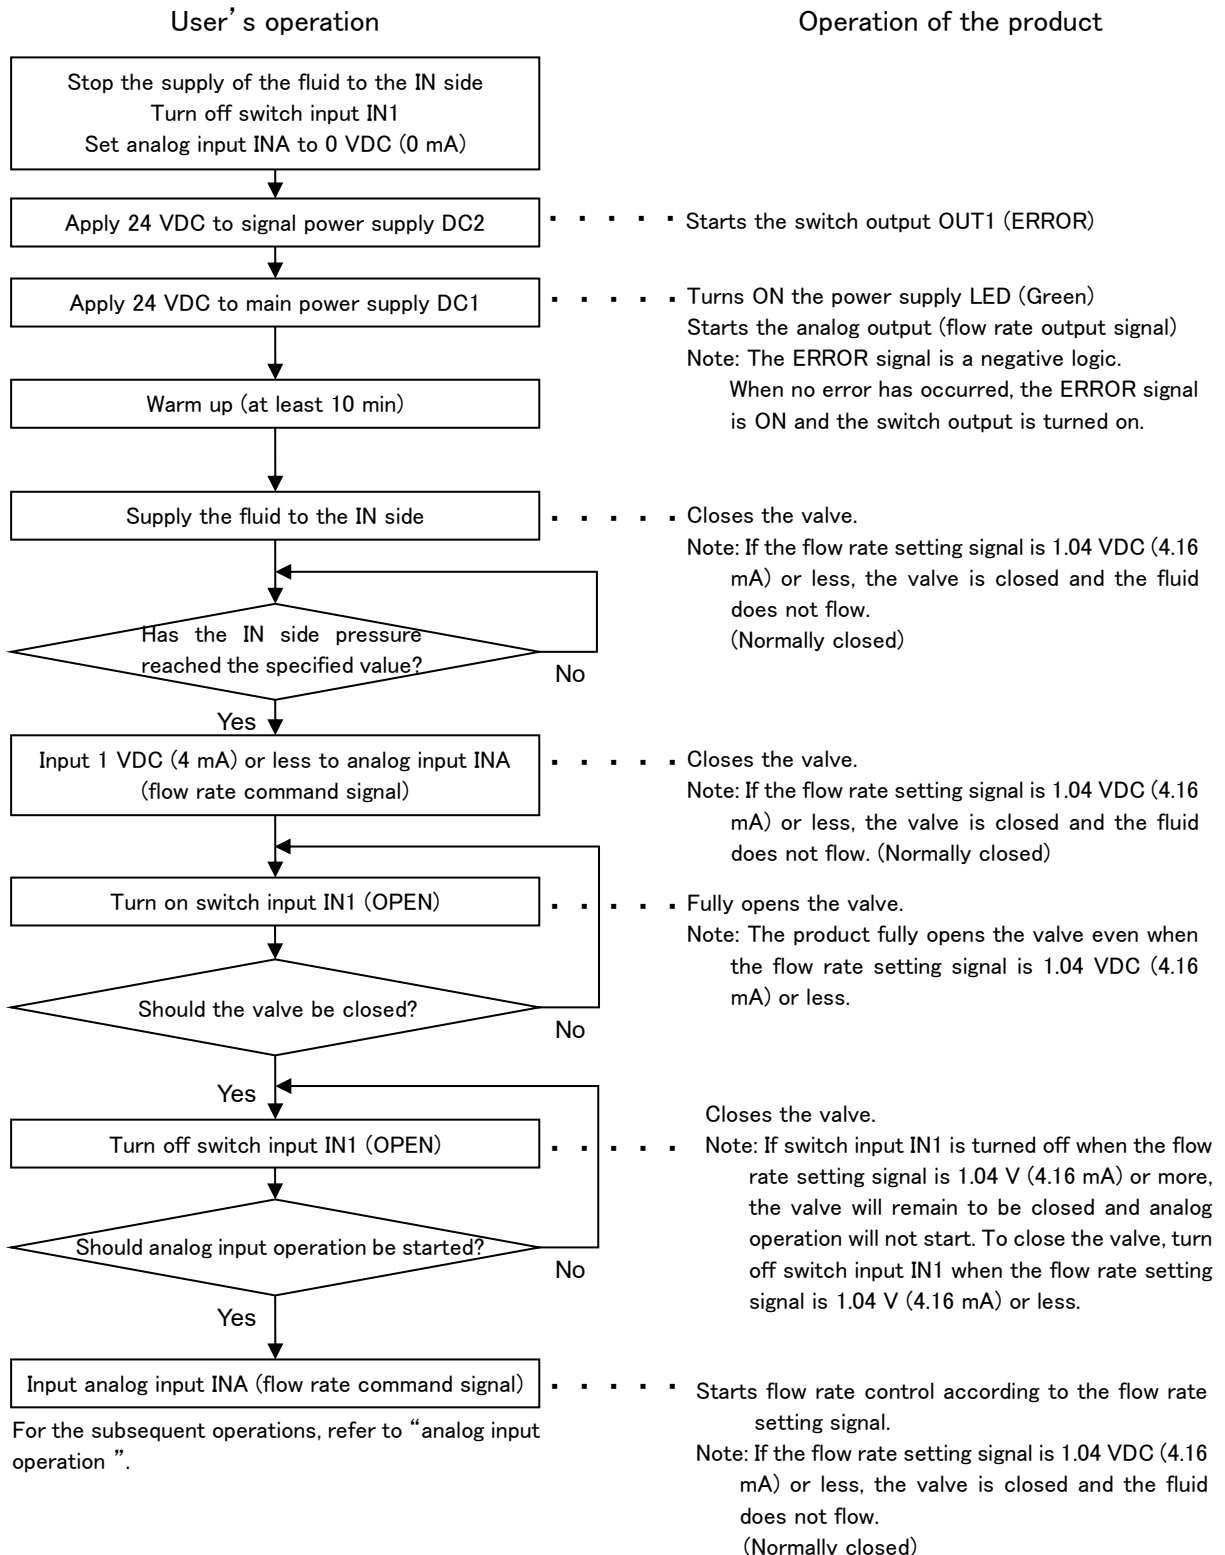 User's operation
Operation of the product
Stop the supply of the fluid to the IN side
Turn off switch input IN1
Set analog input INA to 0 VDC (0 mA)
Apply 24 VDC to signal power supply DC2
Starts the switch output OUT1 (ERROR)
Apply 24 VDC to main power supply DC1
Turns ON the power supply LED (Green)
Starts the analog output (flow rate output signal)
Note: The ERROR signal is a negative logic.
When no error has occurred, the ERROR signal
is ON and the switch output is turned on.
Warm up (at least 10 min)
Supply the fluid to the IN side
Closes the valve.
Note: If the flow rate setting signal is 1.04 VDC (4.16
mA) or less, the valve is closed and the fluid
does not flow.
(Normally closed)
Has the IN side pressure
reached the specified value?
No
Yes
Input 1 VDC (4 mA) or less to analog input INA
(flow rate command signal)
Closes the valve.
Note: If the flow rate setting signal is 1.04 VDC (4.16
mA) or less, the valve is closed and the fluid
does not flow. (Normally closed)
Turn on switch input IN1 (OPEN)
Fully opens the valve.
Note: The product fully opens the valve even when
the flow rate setting signal is 1.04 VDC (4.16
mA) or less.
Should the valve be closed?
No
Yes
Turn off switch input IN1 (OPEN)
Closes the valve.
Note: If switch input IN1 is turned off when the flow
rate setting signal is 1.04 V (4.16 mA) or more,
the valve will remain to be closed and analog
operation will not start. To close the valve, turn
off switch input IN1 when the flow rate setting
signal is 1.04 V (4.16 mA) or less.
Should analog input operation be started?
No
Yes
Input analog input INA (flow rate command signal)
Starts flow rate control according to the flow rate
setting signal.
Note: If the flow rate setting signal is 1.04 VDC (4.16
mA) or less, the valve is closed and the fluid
does not flow.
(Normally closed)
For the subsequent operations, refer to “analog input
operation ”.